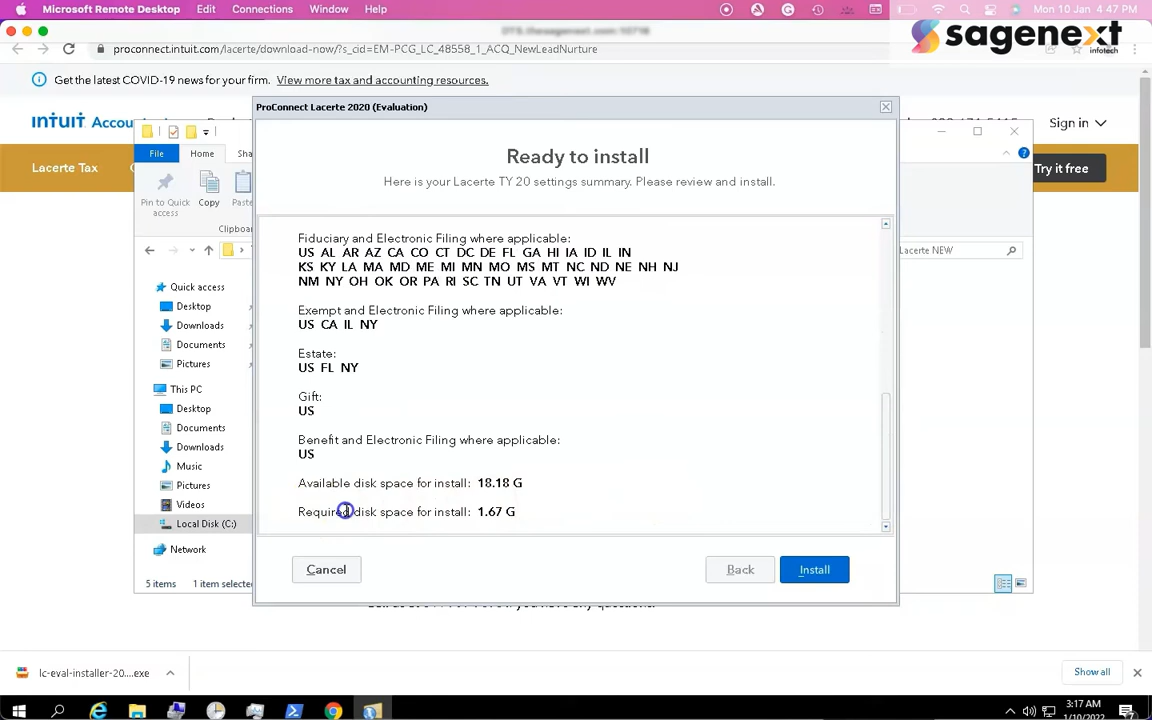 Microsoft Remote Desktop Edit Connections Window Help Mon 10 Jan 4:47 PM
sagenext
infotech
proconnect.intuit.com/lacerte/download-now/?s_cid=EM-PCG_LC_48558_1_ACQ_NewLeadNurture
Get the latest COVID-19 news for your firm. View more tax and accounting resources.
ProConnect Lacerte 2020 (Evaluation)
INTUIT Accou
Sign in
Lacerte Tax
Try it free
File Home Sha
Pin to Quick
access
Copy
Paste
Clipboa
Ready to install
Here is your Lacerte TY 20 settings summary. Please review and install.
Lacerte NEW
Quick access
Desktop
Downloads
Documents
Pictures
This PC
Desktop
Documents
Downloads
Music
Pictures
Videos
Local Disk (C:)
Network
5 items 1 item selecte
Fiduciary and Electronic Filing where applicable:
US AL AR AZ CA CO CT DC DE FL GA HI IA ID IL IN
KS KY LA MA MD ME MI MN MO MS MT NC ND NE NH NJ
NM NY OH OK OR PA RI SC TN UT VA VT WI WV
Exempt and Electronic Filing where applicable:
US CA IL NY
Estate:
US FL NY
Gift:
US
Benefit and Electronic Filing where applicable:
US
Available disk space for install: 18.18 G
Required disk space for install: 1.67 G
Cancel Back Install
if you have any questions.
lc-eval-installer-20....exe
Show all
3:17 AM
1/10/2022